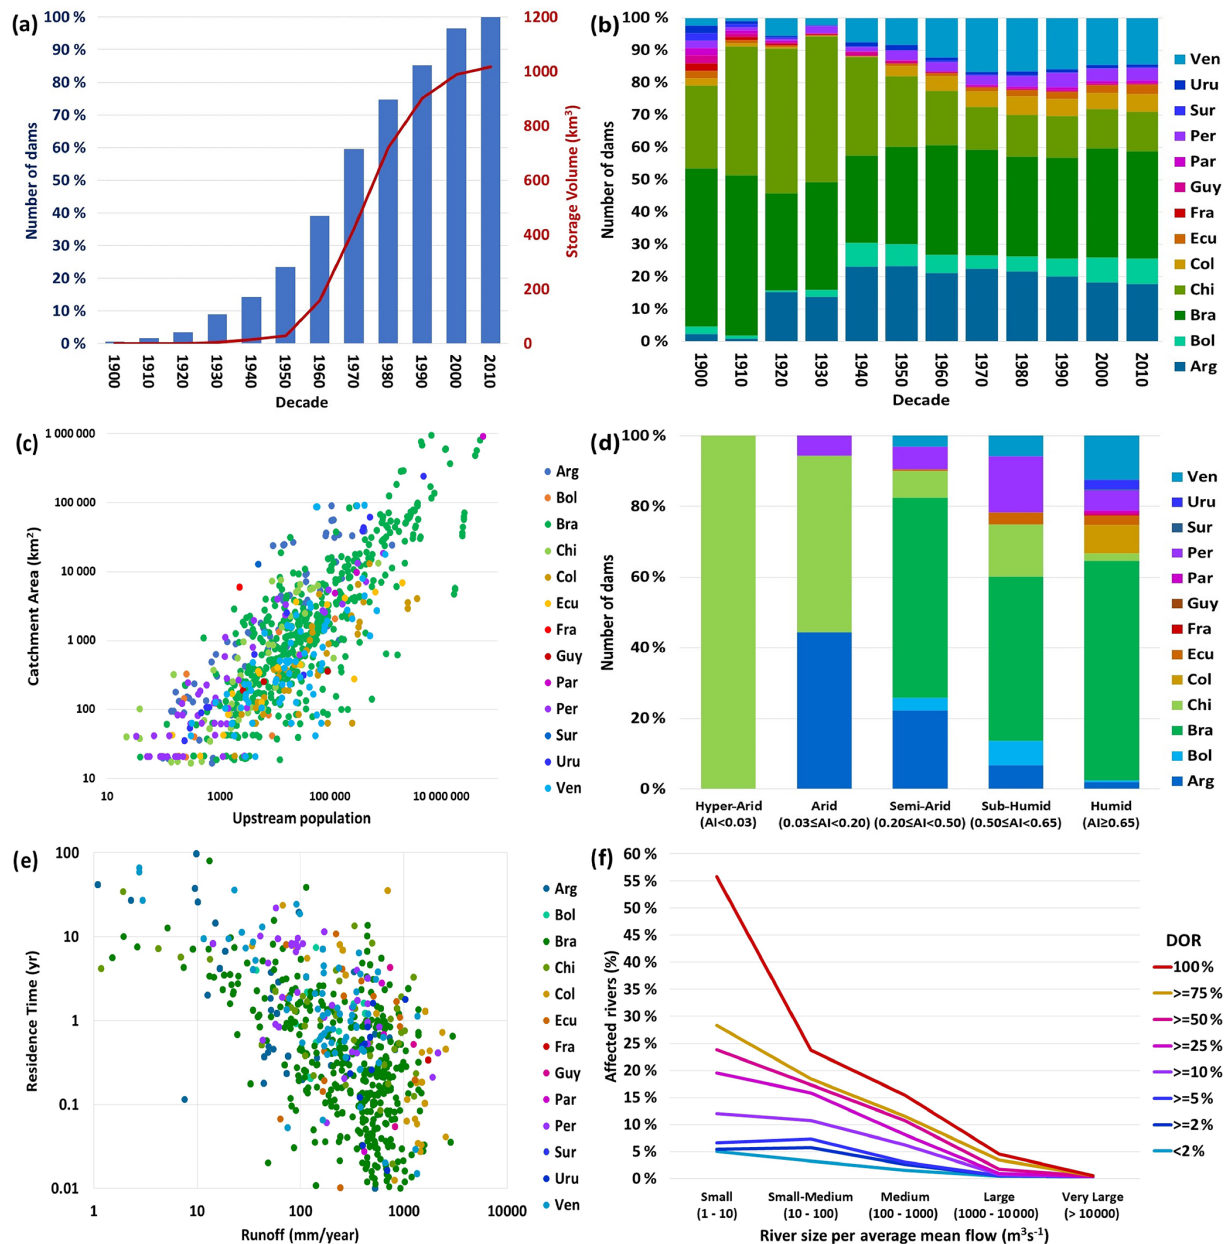 (a)
100 %
90 %
80 %
70 %
60 %
50 %
40 %
30 %
20 %
10 %
0 %
Number of dams
1200
1000
800
600
400
200
0
Storage Volume (km³)
1900
1910
1920
1930
1940
1950
1960
1970
1980
1990
2000
2010
Decade
(b)
100 %
90 %
80 %
70 %
60 %
50 %
40 %
30 %
20 %
10 %
0 %
Number of dams
1900
1910
1920
1930
1940
1950
1960
1970
1980
1990
2000
2010
Decade
Ven
Uru
Sur
Per
Par
Guy
Fra
Ecu
Col
Chi
Bra
Bol
Arg
(c)
1 000 000
100 000
10 000
1 000
100
10
Catchment Area (km²)
10
1000
100 000
10 000 000
Upstream population
Arg
Bol
Bra
Chi
Col
Ecu
Fra
Guy
Par
Per
Sur
Uru
Ven
(d)
100 %
80 %
60 %
40 %
20 %
0 %
Number of dams
Hyper-Arid
(AI<0.03)
Arid
(0.03≤AI<0.20)
Semi-Arid
(0.20≤AI<0.50)
Sub-Humid
(0.50≤AI<0.65)
Humid
(AI≥0.65)
Ven
Uru
Sur
Per
Par
Guy
Fra
Ecu
Col
Chi
Bra
Bol
Arg
(e)
100
10
1
0.1
0.01
Residence Time (yr)
1
10
100
1000
10000
Runoff (mm/year)
Arg
Bol
Bra
Chi
Col
Ecu
Fra
Guy
Par
Per
Sur
Uru
Ven
(f)
60 %
55 %
50 %
45 %
40 %
35 %
30 %
25 %
20 %
15 %
10 %
5 %
0 %
Affected rivers (%)
Small
(1 - 10)
Small-Medium
(10 - 100)
Medium
(100 - 1000)
Large
(1000 - 10 000)
Very Large
(> 10 000)
River size per average mean flow (m³s⁻¹)
DOR
100 %
>=75 %
>=50 %
>=25 %
>=10 %
>=5 %
>=2 %
<2 %